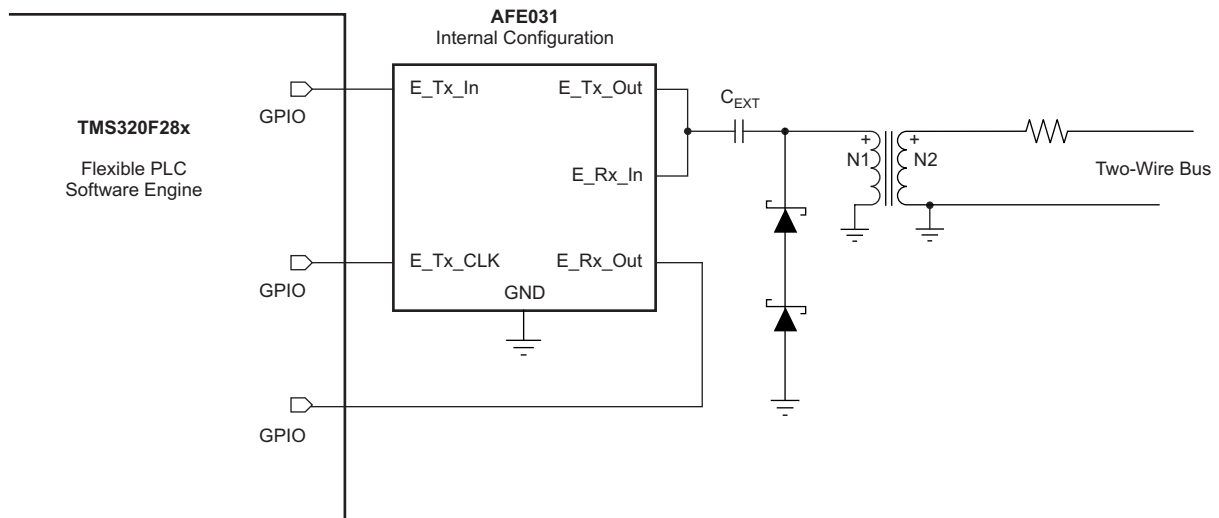 AFE031
Internal Configuration
E_Tx_In
E_Tx_Out
GPIO
C_EXT
TMS320F28x
Flexible PLC
Software Engine
+
N1
+
N2
Two-Wire Bus
E_Rx_In
E_Tx_CLK
E_Rx_Out
GPIO
GND
GPIO